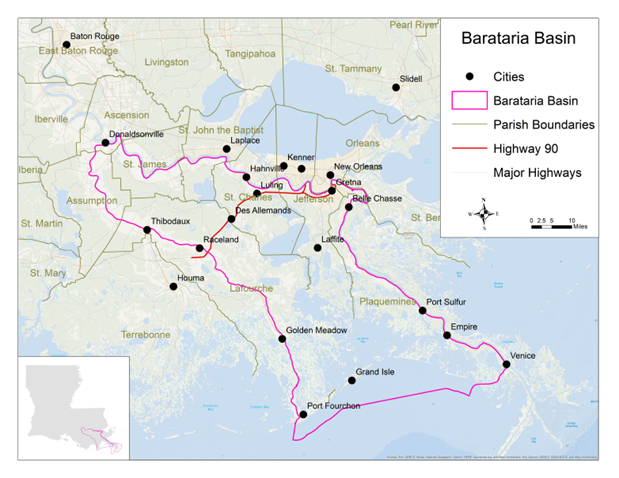 Barataria Basin
Cities
Barataria Basin
Parish Boundaries
Highway 90
Major Highways
W
N
E
S
0 2.5 5 10
Miles
Baton Rouge
East Baton Rouge
Livingston
Tangipahoa
Pearl River
St. Tammany
Slidell
Iberville
Ascension
Donaldsonville
St. John the Baptist
Laplace
Orleans
Kenner
New Orleans
Iberia
St. James
Hahnville
Luling
Gretna
St. Charles
Jefferson
Belle Chasse
Assumption
St. Martin
Thibodaux
Des Allemands
St. Ber
Raceland
Laffite
St. Mary
Houma
Lafourche
Plaquemines
Port Sulfur
Terrebonne
Golden Meadow
Empire
Venice
Grand Isle
Port Fourchon